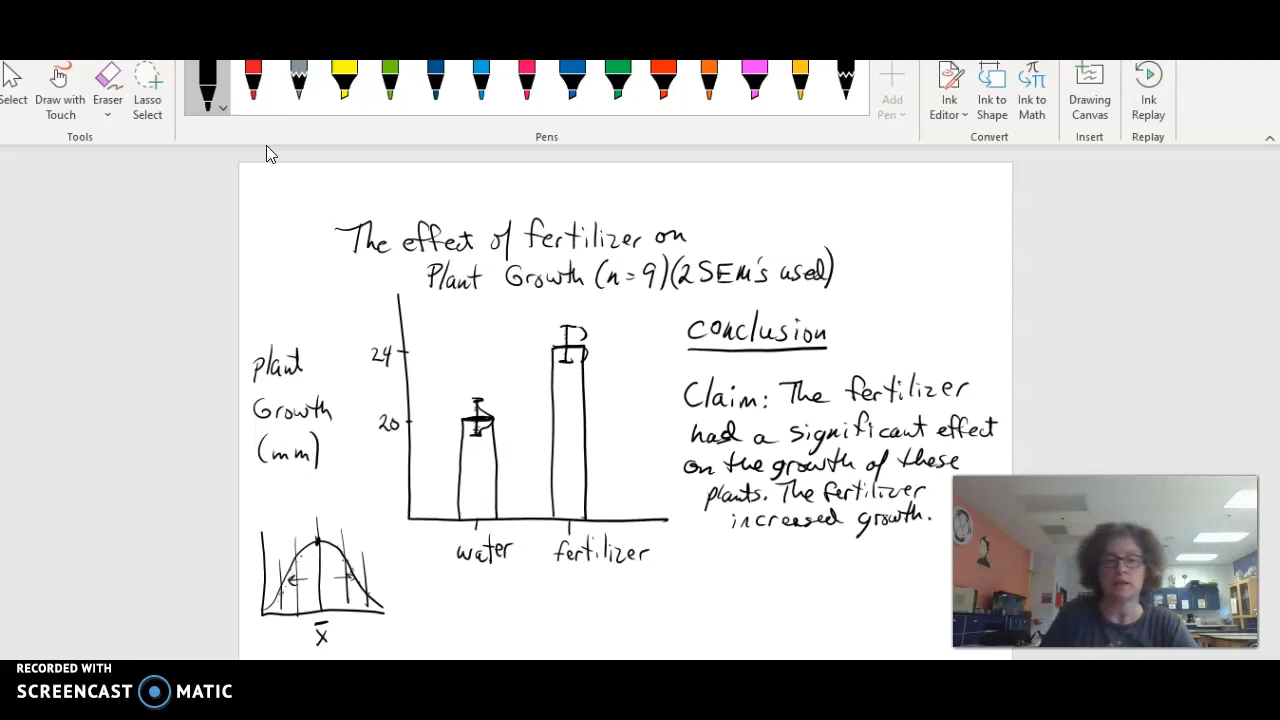 Select
Draw with
Touch
Eraser
Lasso
Select
Tools
Pens
Add
Pen
Ink
Editor
Ink to
Shape
Ink to
Math
Convert
Drawing
Canvas
Insert
Ink
Replay
Replay
The effect of fertilizer on
Plant Growth (n = 9)(2 SEM's used)
Plant
Growth
(mm)
24
20
water
fertilizer
x̄
Conclusion
Claim: The fertilizer
had a significant effect
on the growth of these
plants. The fertilizer
increased growth.
RECORDED WITH
SCREENCAST MATIC